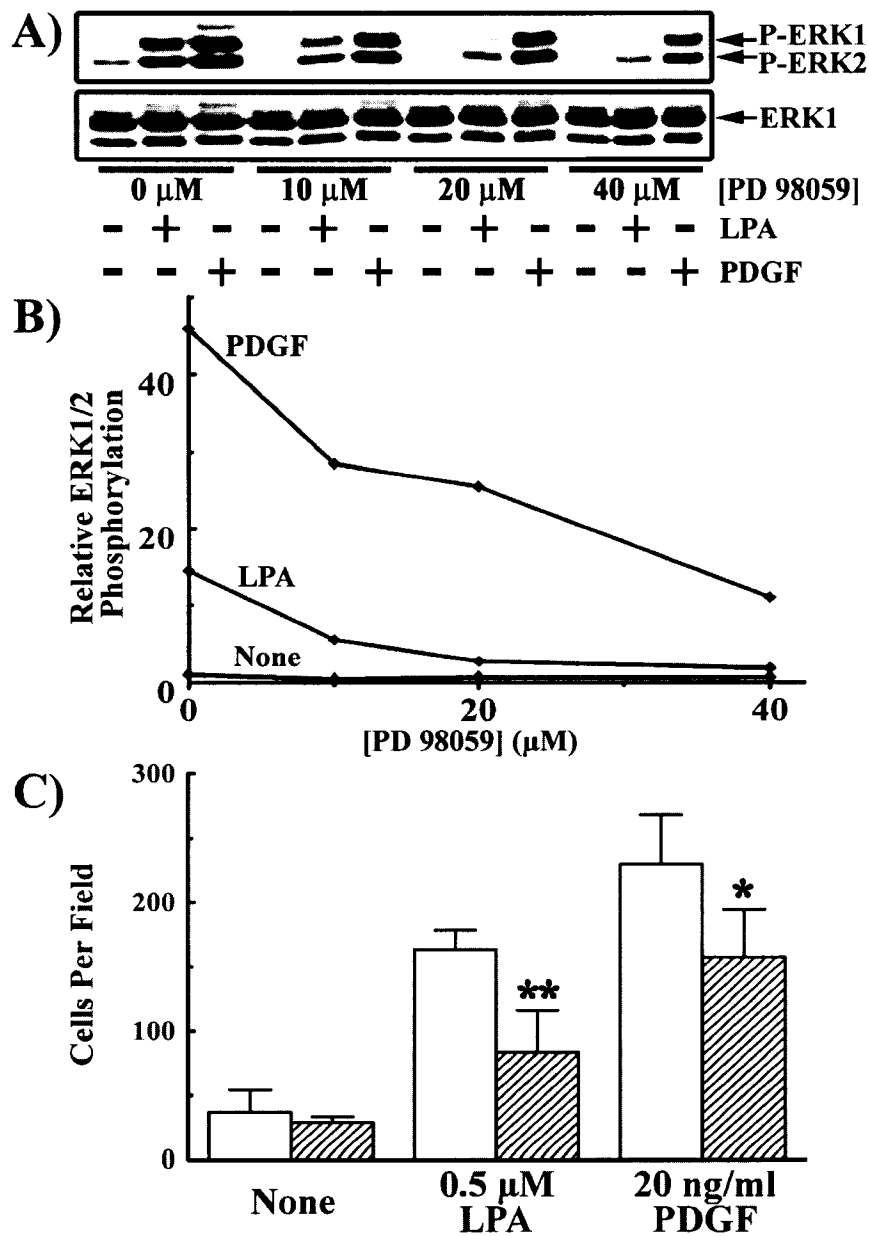 A)
P-ERK1
P-ERK2
ERK1
0 µM 10 µM 20 µM 40 µM [PD 98059]
- + - - + - - + - - + - LPA
- - + - - + - - + - - + PDGF
B)
Relative ERK1/2
Phosphorylation
40
20
0
PDGF
LPA
None
0 20 40
[PD 98059] (µM)
C)
Cells Per Field
300
200
100
0
**
*
None 0.5 µM 20 ng/ml
LPA PDGF